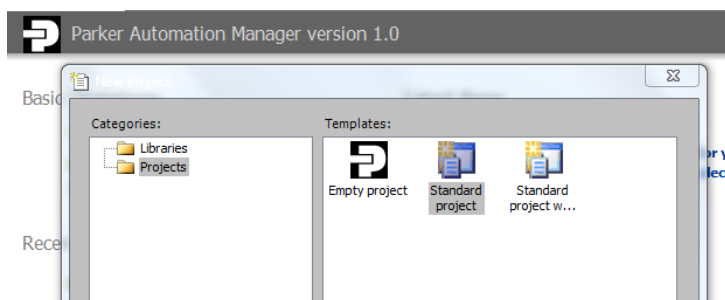 Parker Automation Manager version 1.0
New Project
Basic
Categories:
Templates:
Libraries
Projects
Empty project
Standard
project
Standard
project w...
Rece